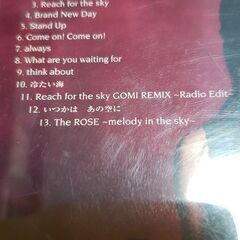 3. Reach for the sky
4. Brand New Day
5. Stand Up
6. Come on! Come on!
7. always
8. What are you waiting for
9. think about
10. 冷たい海
11. Reach for the sky GOMI REMIX ~Radio Edit~
12. いつかは　あの空に
13. The ROSE ~melody in the sky~